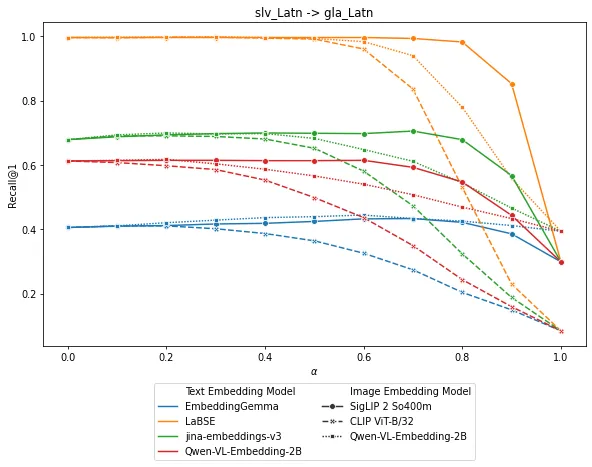 slv_Latn -> gla_Latn
Recall@1
1.0
0.8
0.6
0.4
0.2
0.0 0.2 0.4 0.6 0.8 1.0
α
Text Embedding Model
EmbeddingGemma
LaBSE
jina-embeddings-v3
Qwen-VL-Embedding-2B
Image Embedding Model
SigLIP 2 So400m
CLIP ViT-B/32
Qwen-VL-Embedding-2B